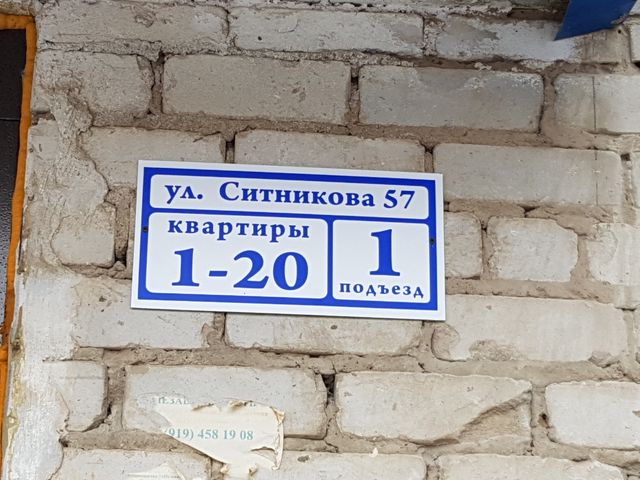 ул. Ситникова 57
квартиры
1-20
1
подъезд
(919) 458 19 08